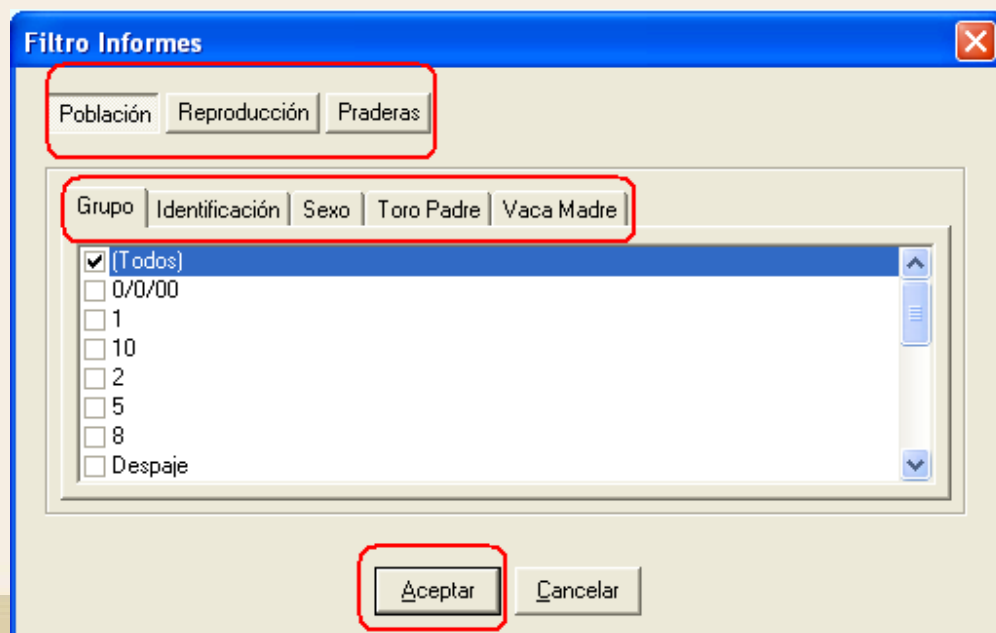 Filtro Informes
Población Reproducción Praderas
Grupo Identificación Sexo Toro Padre Vaca Madre
(Todos)
0/0/00
1
10
2
5
8
Despaje
Aceptar Cancelar